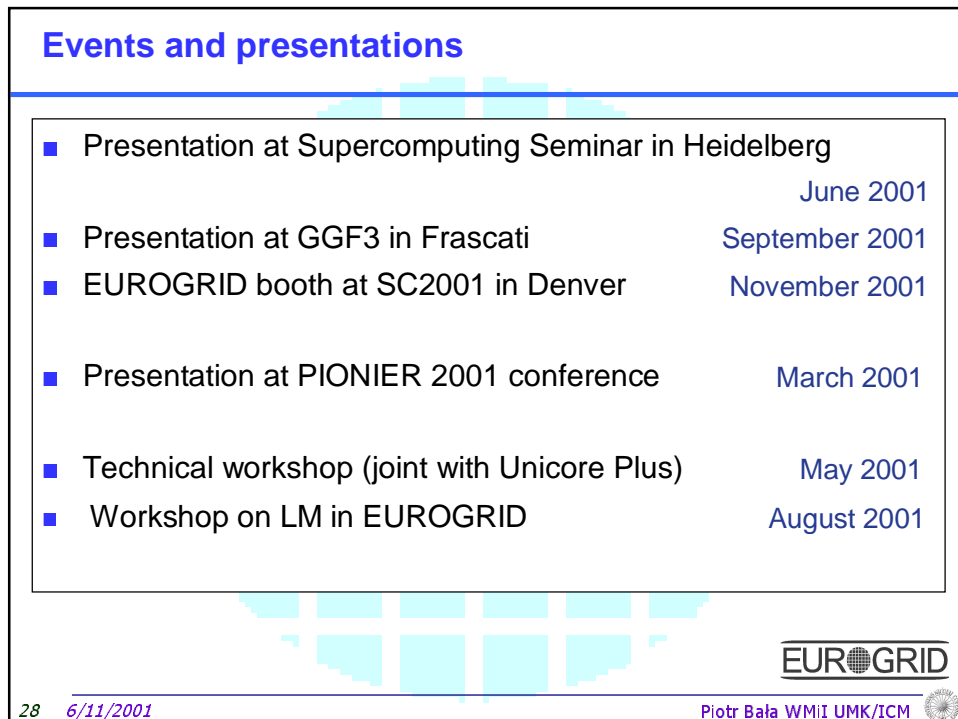 Events and presentations
■ Presentation at Supercomputing Seminar in Heidelberg
June 2001
■ Presentation at GGF3 in Frascati September 2001
■ EUROGRID booth at SC2001 in Denver November 2001
■ Presentation at PIONIER 2001 conference March 2001
■ Technical workshop (joint with Unicore Plus) May 2001
■ Workshop on LM in EUROGRID August 2001
EUROGRID
28 6/11/2001 Piotr Bała WMiI UMK/ICM